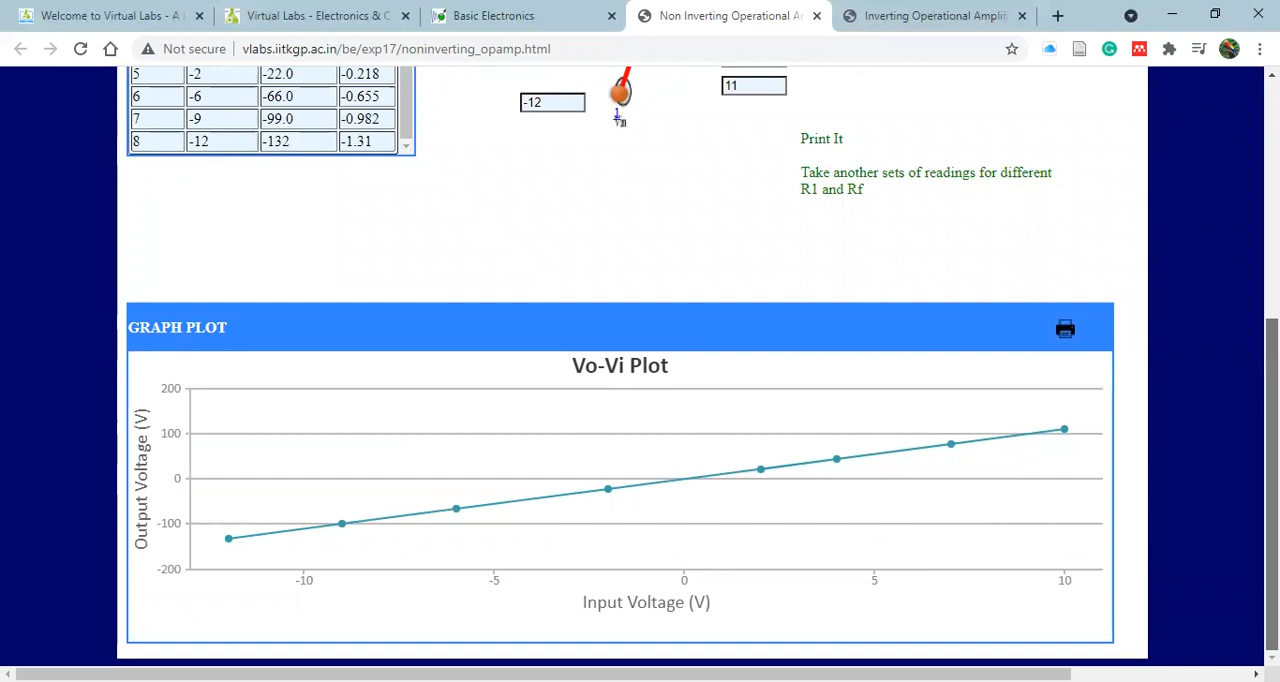 Welcome to Virtual Labs - A
Virtual Labs - Electronics & C
Basic Electronics
Non Inverting Operational A
Inverting Operational Amplifi
Not secure
vlabs.iitkgp.ac.in/be/exp17/noninverting_opamp.html
5 -2 -22.0 -0.218
6 -6 -66.0 -0.655
7 -9 -99.0 -0.982
8 -12 -132 -1.31
-12
11
Print It
Take another sets of readings for different
R1 and Rf
GRAPH PLOT
Vo-Vi Plot
Output Voltage (V)
200
100
0
-100
-200
-10 -5 0 5 10
Input Voltage (V)